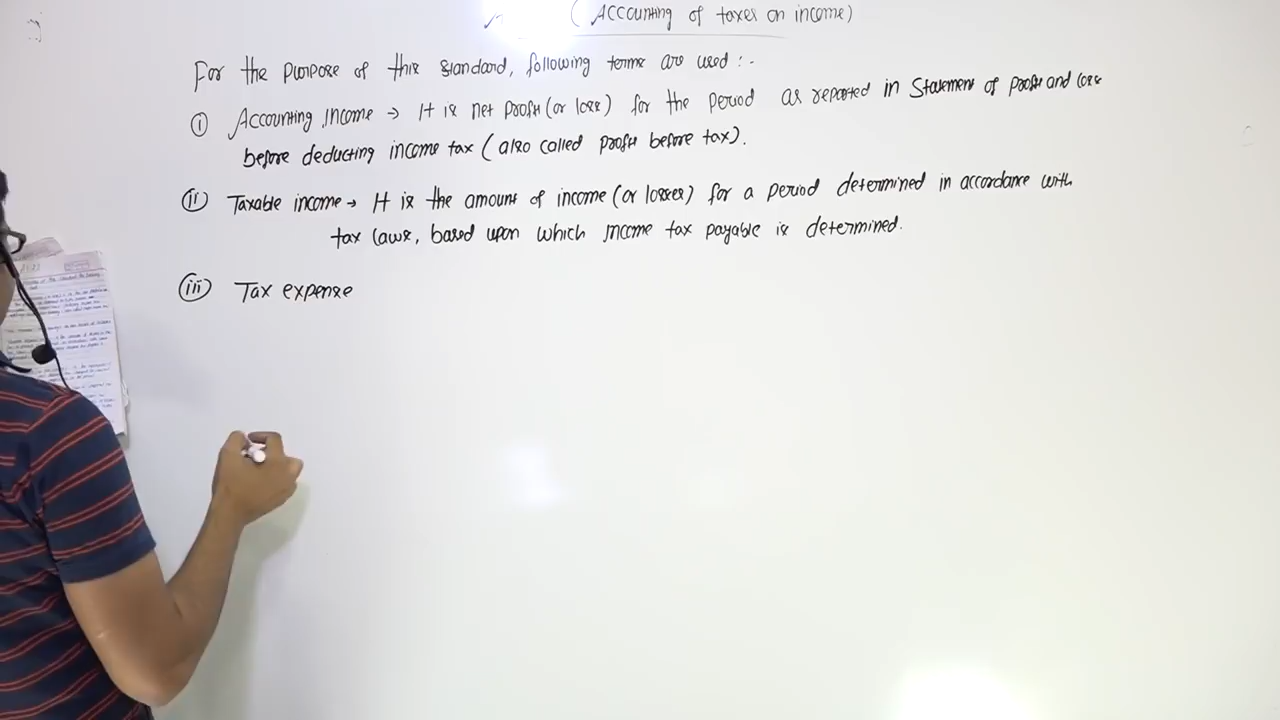 (Accounting of taxes on income)
For the purpose of this standard, following terms are used :-
(i) Accounting Income → It is net profit (or loss) for the period as reported in Statement of profit and loss
before deducting income tax (also called profit before tax).
(ii) Taxable income → It is the amount of income (or losses) for a period determined in accordance with
tax laws, based upon which Income tax payable is determined.
(iii) Tax expense